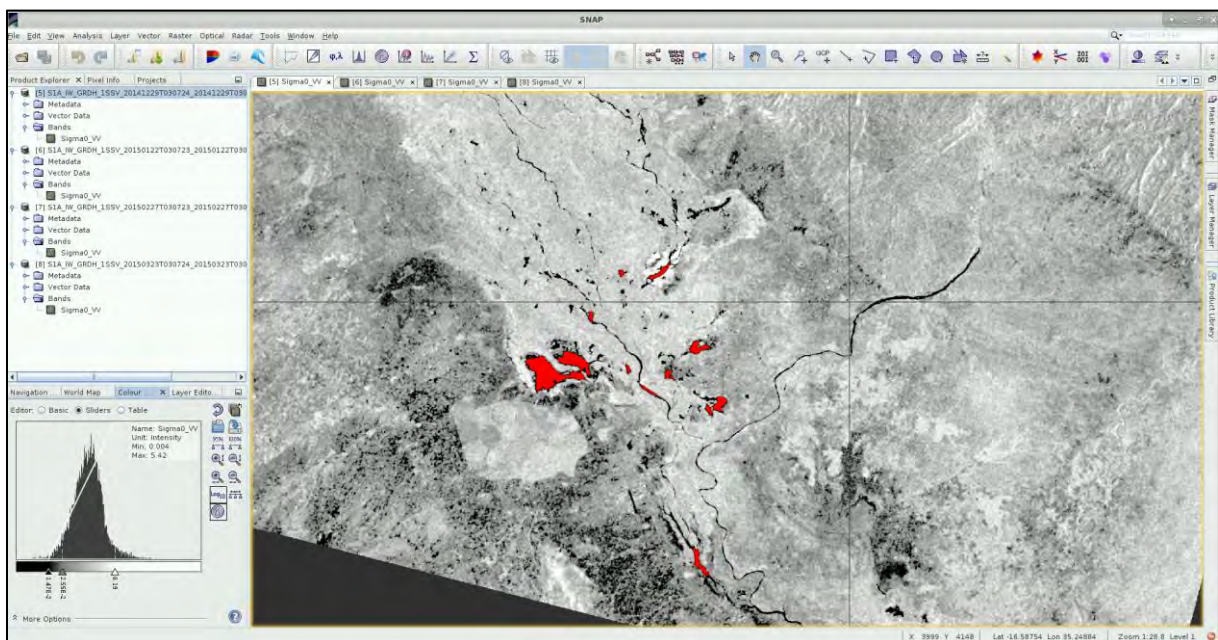 SNAP
File Edit View Analysis Layer Vector Raster Optical Radar Tools Window Help
Product Explorer X Pixel Info Projects
[5] Sigma0_VV X [6] Sigma0_VV X [7] Sigma0_VV X [8] Sigma0_VV X
[5] S1A_IW_GRDH_1SSV_20141229T030724_20141229T030
Metadata
Vector Data
Bands
Sigma0_VV
[6] S1A_IW_GRDH_1SSV_20150122T030723_20150122T030
Metadata
Vector Data
Bands
Sigma0_VV
[7] S1A_IW_GRDH_1SSV_20150227T030723_20150227T030
Metadata
Vector Data
Bands
Sigma0_VV
[8] S1A_IW_GRDH_1SSV_20150323T030724_20150323T030
Metadata
Vector Data
Bands
Sigma0_VV
Mask Manager
Layer Manager
Product Library
Navigation World Map Colour ... X Layer Edito...
Editor: Basic Sliders Table
Name: Sigma0_VV
Unit: Intensity
Min: 0.004
Max: 5.42
95% 100%
More Options
X 3999 Y 4148 Lat -16.58754 Lon 35.24884 Zoom 1:28.8 Level 1